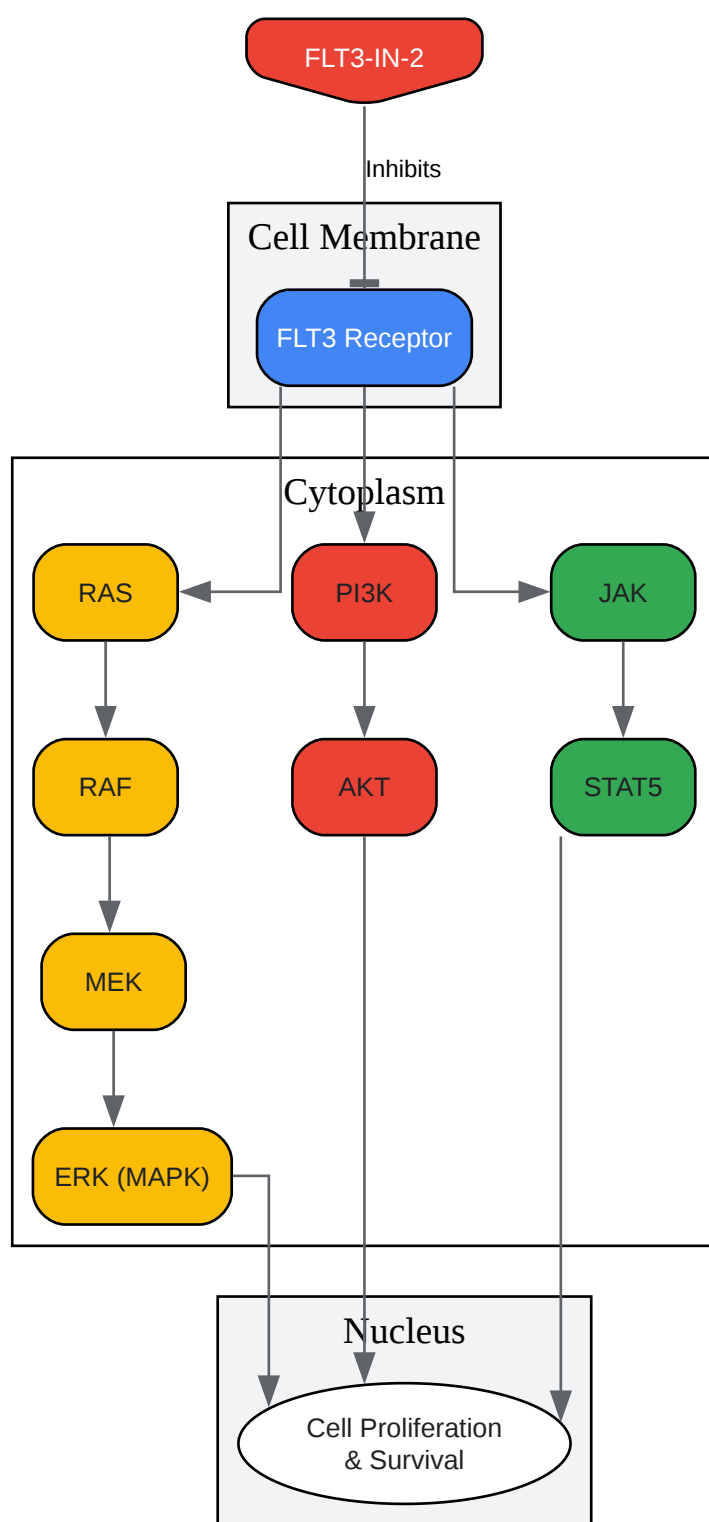 FLT3-IN-2
Inhibits
Cell Membrane
FLT3 Receptor
Cytoplasm
RAS
PI3K
JAK
RAF
AKT
STAT5
MEK
ERK (MAPK)
Nucleus
Cell Proliferation
& Survival